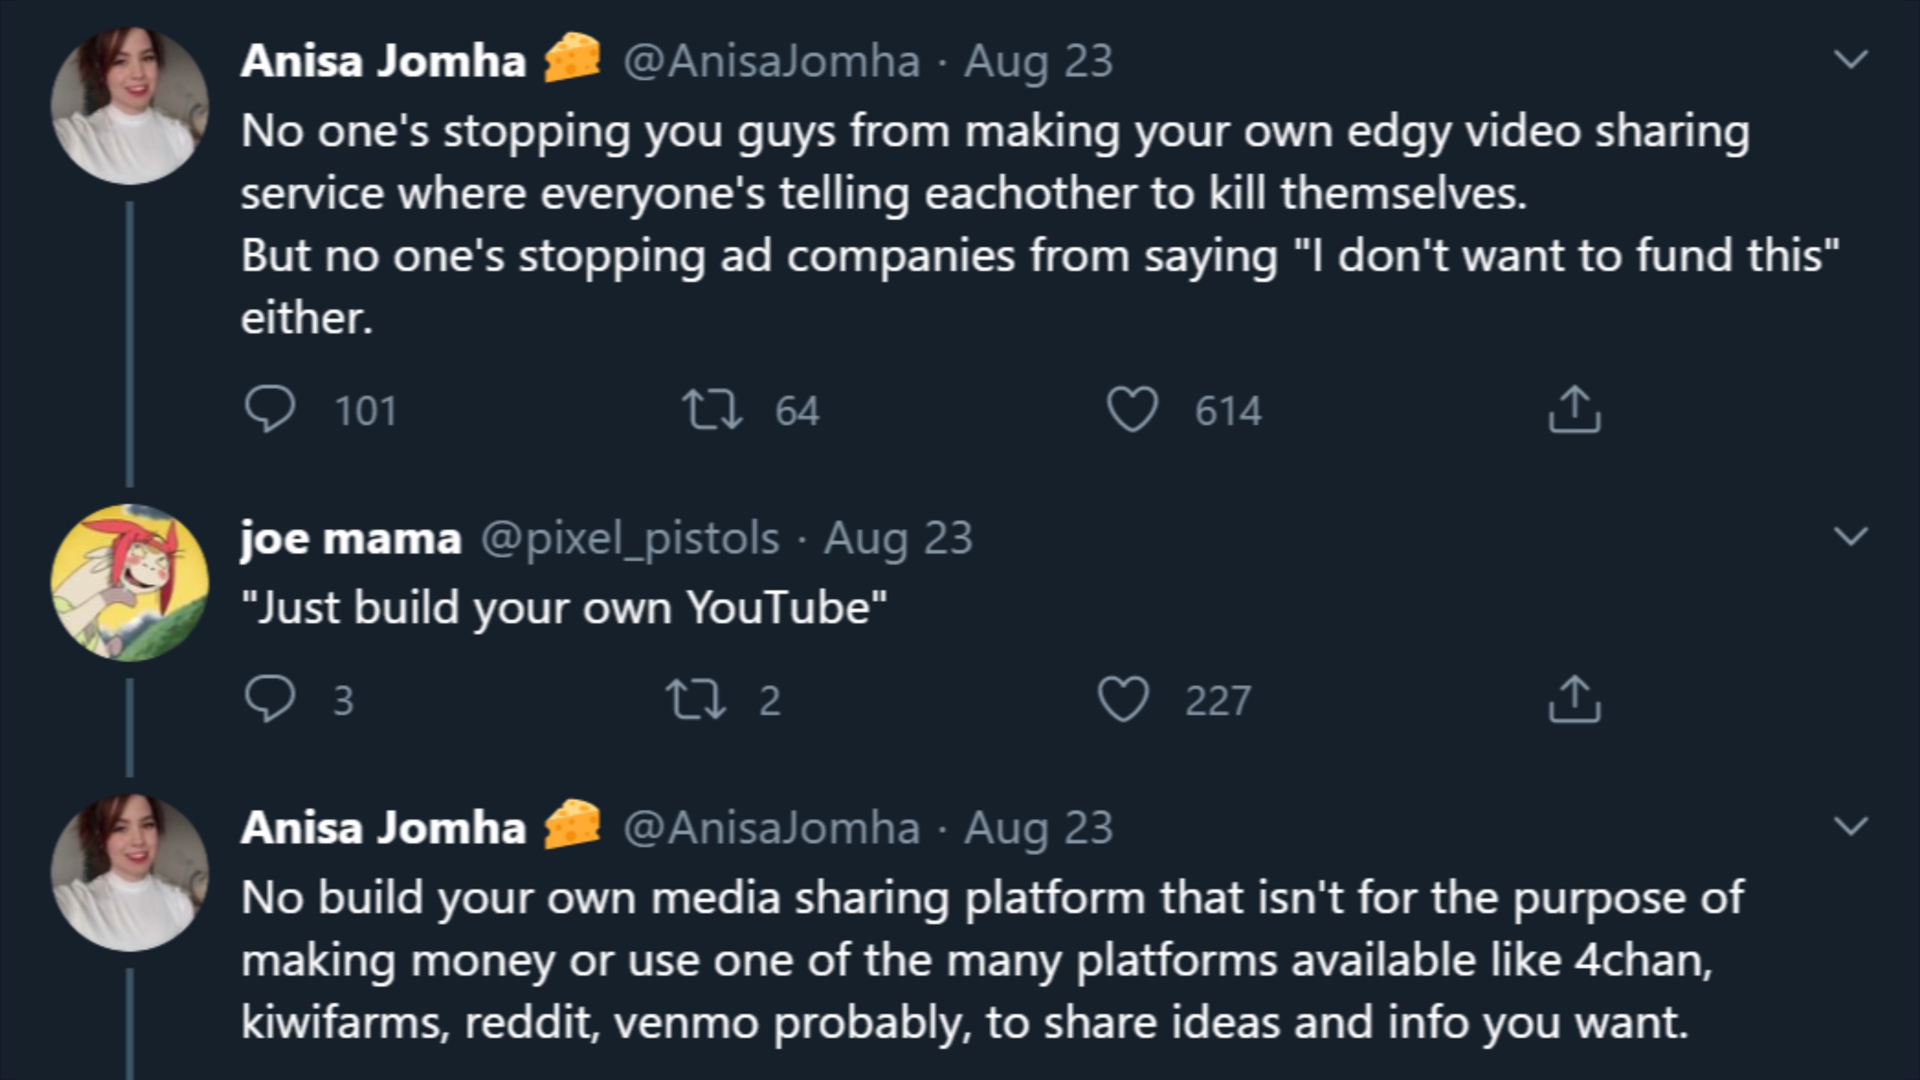 Anisa Jomha 🧀 @AnisaJomha · Aug 23
No one's stopping you guys from making your own edgy video sharing
service where everyone's telling eachother to kill themselves.
But no one's stopping ad companies from saying "I don't want to fund this"
either.
101 64 614
joe mama @pixel_pistols · Aug 23
"Just build your own YouTube"
3 2 227
Anisa Jomha 🧀 @AnisaJomha · Aug 23
No build your own media sharing platform that isn't for the purpose of
making money or use one of the many platforms available like 4chan,
kiwifarms, reddit, venmo probably, to share ideas and info you want.